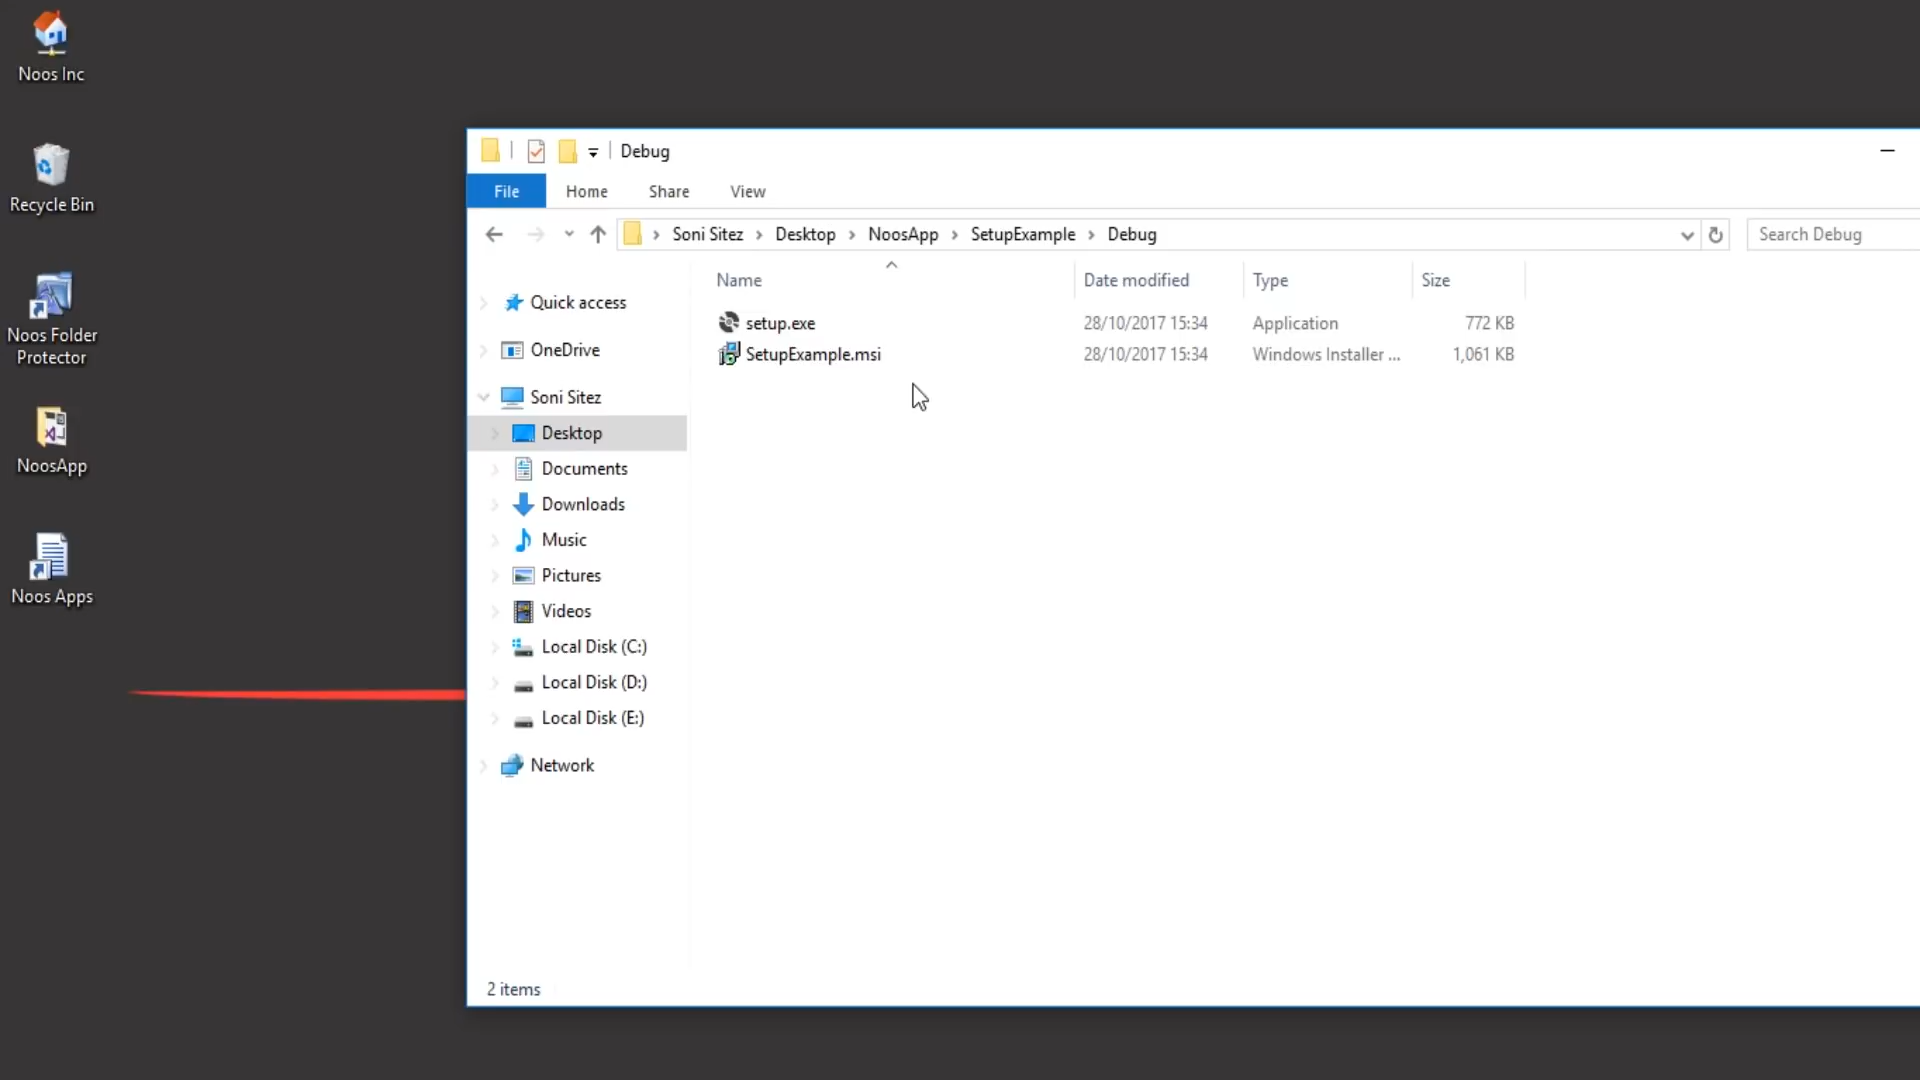 Noos Inc
Recycle Bin
Noos Folder
Protector
NoosApp
Noos Apps
Debug
File Home Share View
Soni Sitez Desktop NoosApp SetupExample Debug
Search Debug
Name Date modified Type Size
setup.exe 28/10/2017 15:34 Application 772 KB
SetupExample.msi 28/10/2017 15:34 Windows Installer ... 1,061 KB
Quick access
OneDrive
Soni Sitez
Desktop
Documents
Downloads
Music
Pictures
Videos
Local Disk (C:)
Local Disk (D:)
Local Disk (E:)
Network
2 items